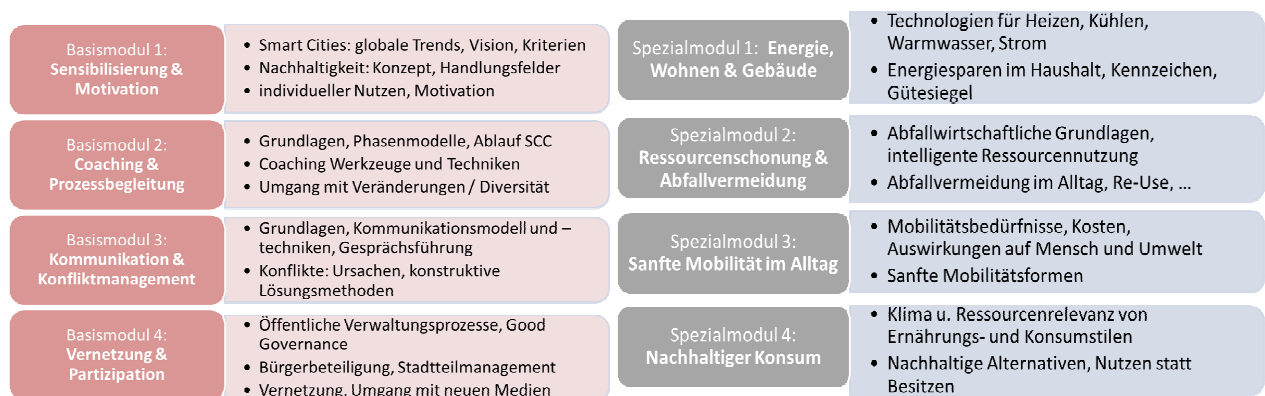 Basismodul 1:
Sensibilisierung &
Motivation
• Smart Cities: globale Trends, Vision, Kriterien
• Nachhaltigkeit: Konzept, Handlungsfelder
• individueller Nutzen, Motivation
Basismodul 2:
Coaching &
Prozessbegleitung
• Grundlagen, Phasenmodelle, Ablauf SCC
• Coaching Werkzeuge und Techniken
• Umgang mit Veränderungen / Diversität
Basismodul 3:
Kommunikation &
Konfliktmanagement
• Grundlagen, Kommunikationsmodell und –
techniken, Gesprächsführung
• Konflikte: Ursachen, konstruktive
Lösungsmethoden
Basismodul 4:
Vernetzung &
Partizipation
• Öffentliche Verwaltungsprozesse, Good
Governance
• Bürgerbeteiligung, Stadtteilmanagement
• Vernetzung, Umgang mit neuen Medien
Spezialmodul 1: Energie,
Wohnen & Gebäude
• Technologien für Heizen, Kühlen,
Warmwasser, Strom
• Energiesparen im Haushalt, Kennzeichen,
Gütesiegel
Spezialmodul 2:
Ressourcenschonung &
Abfallvermeidung
• Abfallwirtschaftliche Grundlagen,
intelligente Ressourcennutzung
• Abfallvermeidung im Alltag, Re-Use, ...
Spezialmodul 3:
Sanfte Mobilität im Alltag
• Mobilitätsbedürfnisse, Kosten,
Auswirkungen auf Mensch und Umwelt
• Sanfte Mobilitätsformen
Spezialmodul 4:
Nachhaltiger Konsum
• Klima u. Ressourcenrelevanz von
Ernährungs- und Konsumstilen
• Nachhaltige Alternativen, Nutzen statt
Besitzen